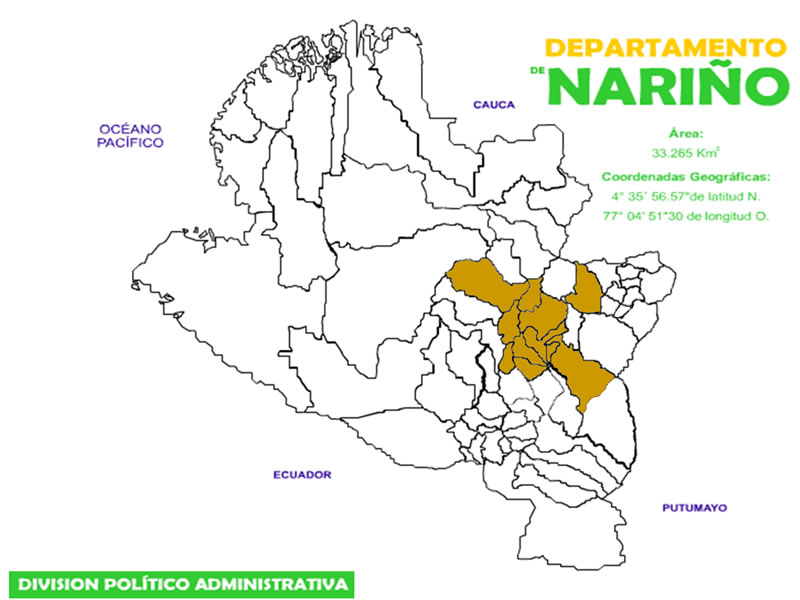 DEPARTAMENTO
DE NARIÑO
CAUCA
OCÉANO
PACÍFICO
Área:
33.265 Km²
Coordenadas Geográficas:
4° 35´ 56.57"de latitud N.
77° 04' 51"30 de longitud O.
ECUADOR
PUTUMAYO
DIVISION POLÍTICO ADMINISTRATIVA